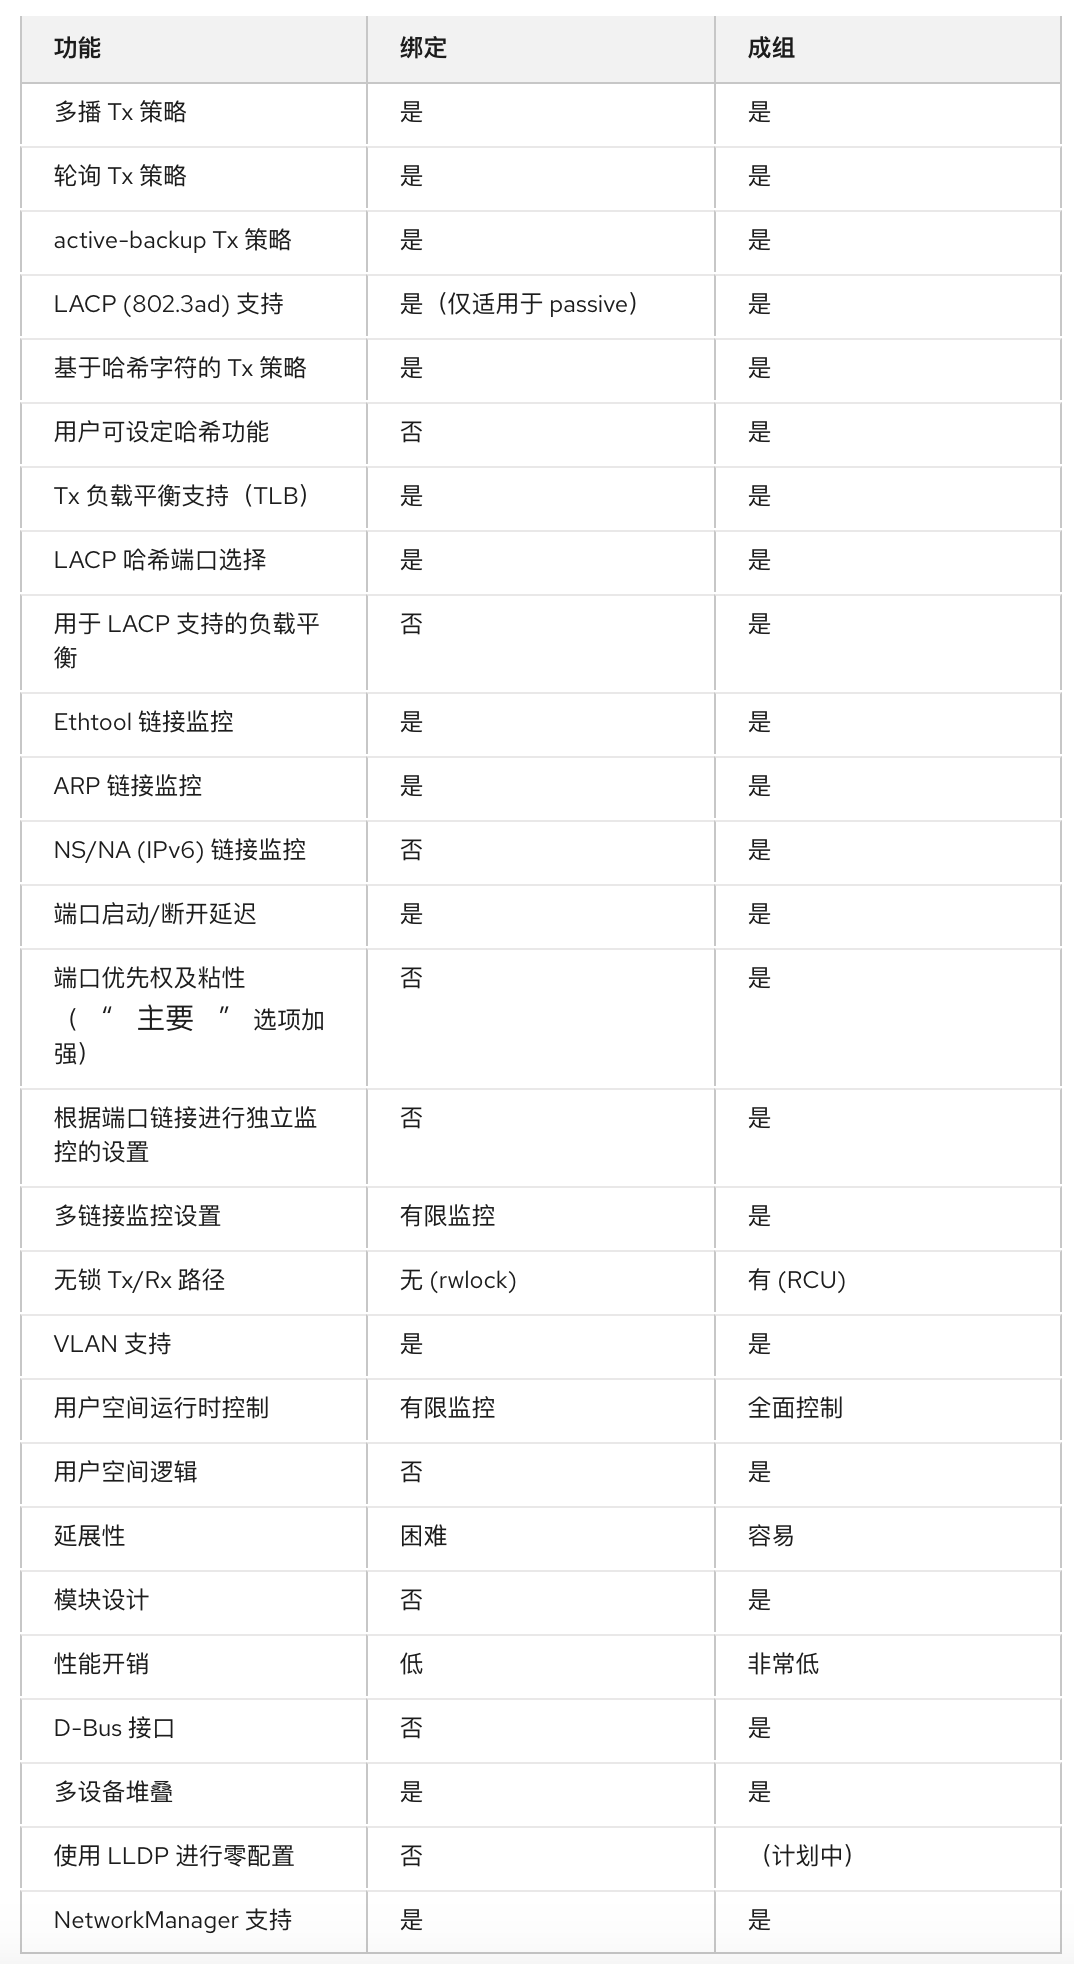 功能 绑定 成组
多播 Tx 策略 是 是
轮询 Tx 策略 是 是
active-backup Tx 策略 是 是
LACP (802.3ad) 支持 是（仅适用于 passive） 是
基于哈希字符的 Tx 策略 是 是
用户可设定哈希功能 否 是
Tx 负载平衡支持（TLB） 是 是
LACP 哈希端口选择 是 是
用于 LACP 支持的负载平 否 是
衡
Ethtool 链接监控 是 是
ARP 链接监控 是 是
NS/NA (IPv6) 链接监控 否 是
端口启动/断开延迟 是 是
端口优先权及粘性 否 是
（ “ 主要 ” 选项加
强）
根据端口链接进行独立监 否 是
控的设置
多链接监控设置 有限监控 是
无锁 Tx/Rx 路径 无 (rwlock) 有 (RCU)
VLAN 支持 是 是
用户空间运行时控制 有限监控 全面控制
用户空间逻辑 否 是
延展性 困难 容易
模块设计 否 是
性能开销 低 非常低
D-Bus 接口 否 是
多设备堆叠 是 是
使用 LLDP 进行零配置 否 （计划中）
NetworkManager 支持 是 是